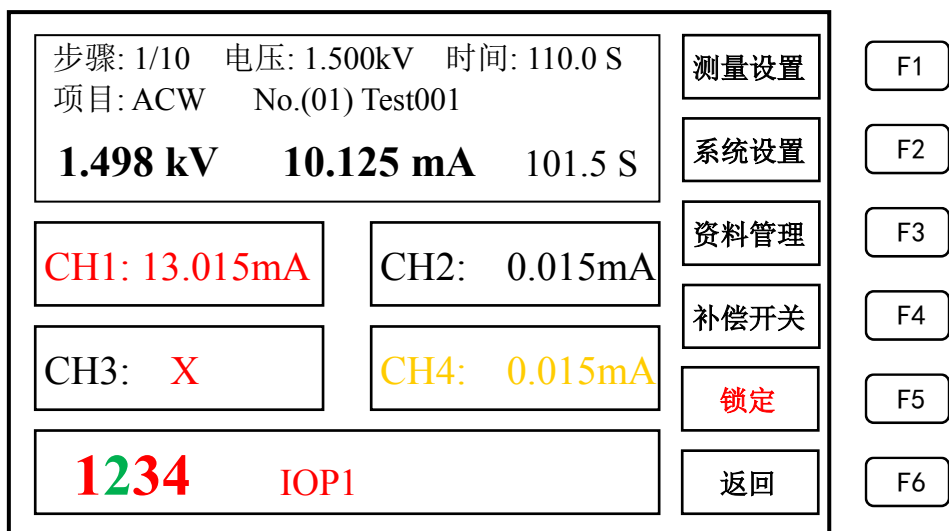 步骤: 1/10 电压: 1.500kV 时间: 110.0 S
项目: ACW No.(01) Test001
1.498 kV 10.125 mA 101.5 S
CH1: 13.015mA
CH2: 0.015mA
CH3: X
CH4: 0.015mA
1234 IOP1
测量设置
F1
系统设置
F2
资料管理
F3
补偿开关
F4
锁定
F5
返回
F6